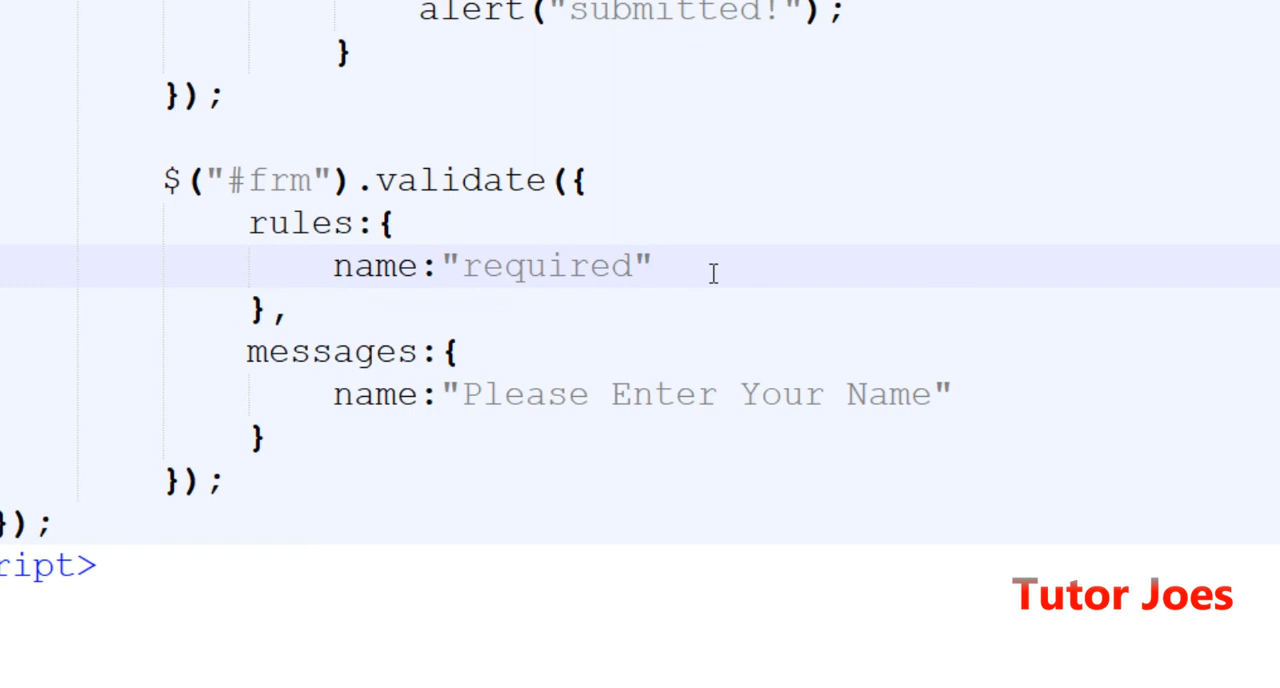 alert("submitted!");
}
});
$("#frm").validate({
rules:{
name:"required"
},
messages:{
name:"Please Enter Your Name"
}
});
});
ript>
Tutor Joes